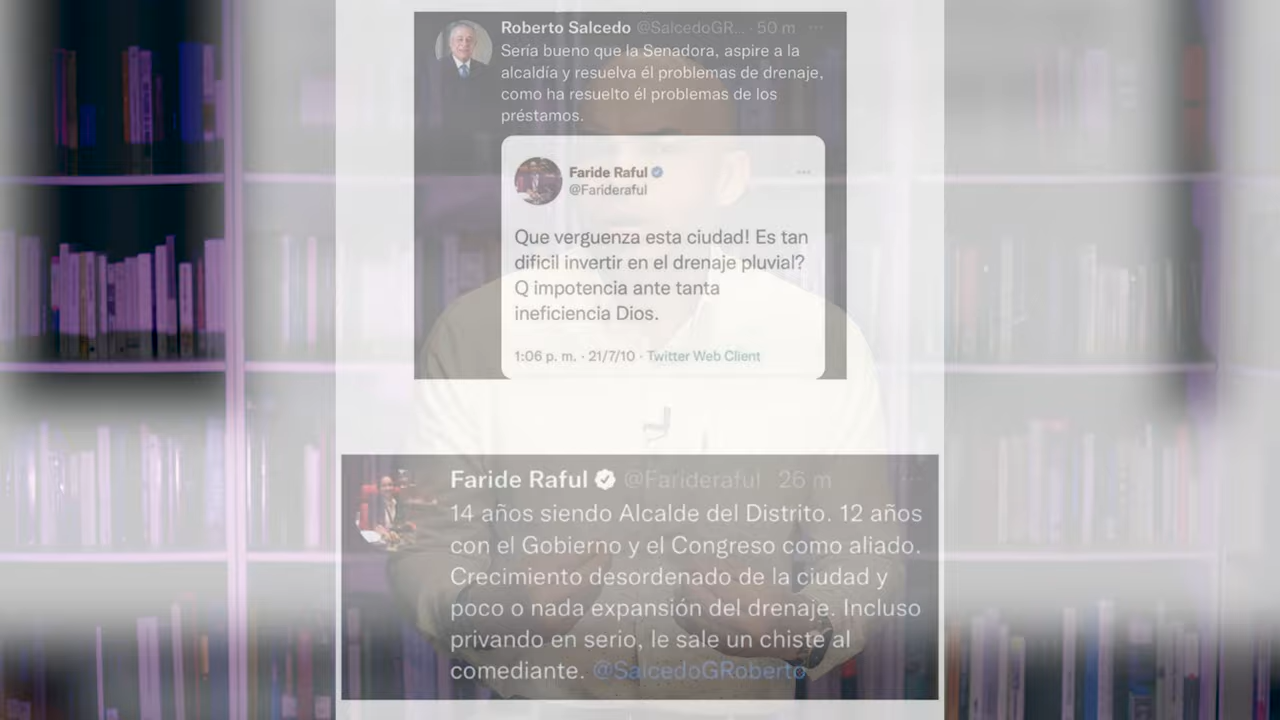 Roberto Salcedo @SalcedoGR... · 50 m
Sería bueno que la Senadora, aspire a la
alcaldía y resuelva él problemas de drenaje,
como ha resuelto él problemas de los
préstamos.
Faride Raful
@Farideraful
Que verguenza esta ciudad! Es tan
dificil invertir en el drenaje pluvial?
Q impotencia ante tanta
ineficiencia Dios.
1:06 p. m. · 21/7/10 · Twitter Web Client
Faride Raful @Farideraful 26 m
14 años siendo Alcalde del Distrito. 12 años
con el Gobierno y el Congreso como aliado.
Crecimiento desordenado de la ciudad y
poco o nada expansión del drenaje. Incluso
privando en serio, le sale un chiste al
comediante. @SalcedoGRoberto